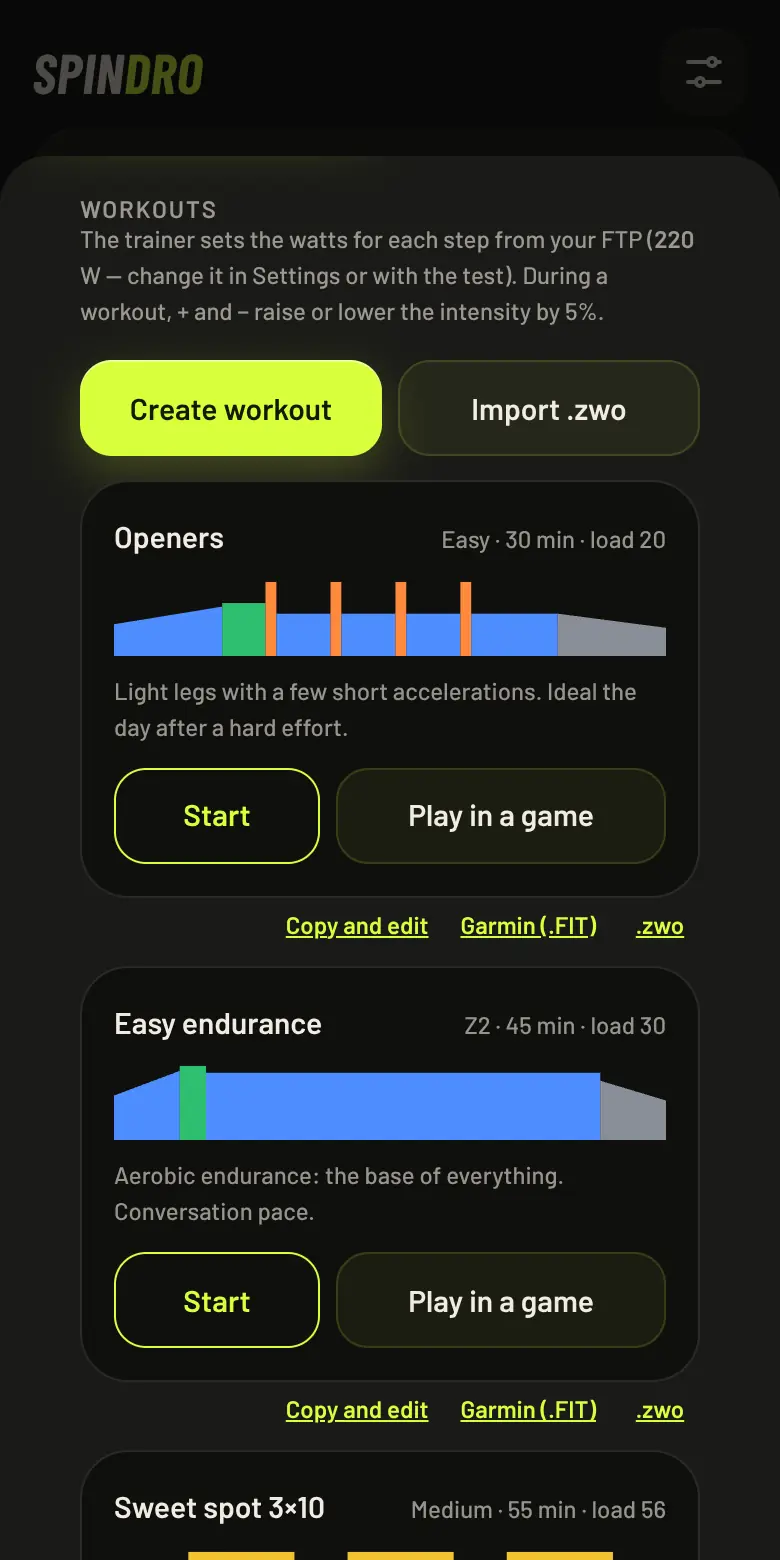 SPINDRO
WORKOUTS
The trainer sets the watts for each step from your FTP (220
W — change it in Settings or with the test). During a
workout, + and – raise or lower the intensity by 5%.
Create workout
Import .zwo
Openers
Easy · 30 min · load 20
Light legs with a few short accelerations. Ideal the
day after a hard effort.
Start
Play in a game
Copy and edit
Garmin (.FIT)
.zwo
Easy endurance
Z2 · 45 min · load 30
Aerobic endurance: the base of everything.
Conversation pace.
Start
Play in a game
Copy and edit
Garmin (.FIT)
.zwo
Sweet spot 3×10
Medium · 55 min · load 56